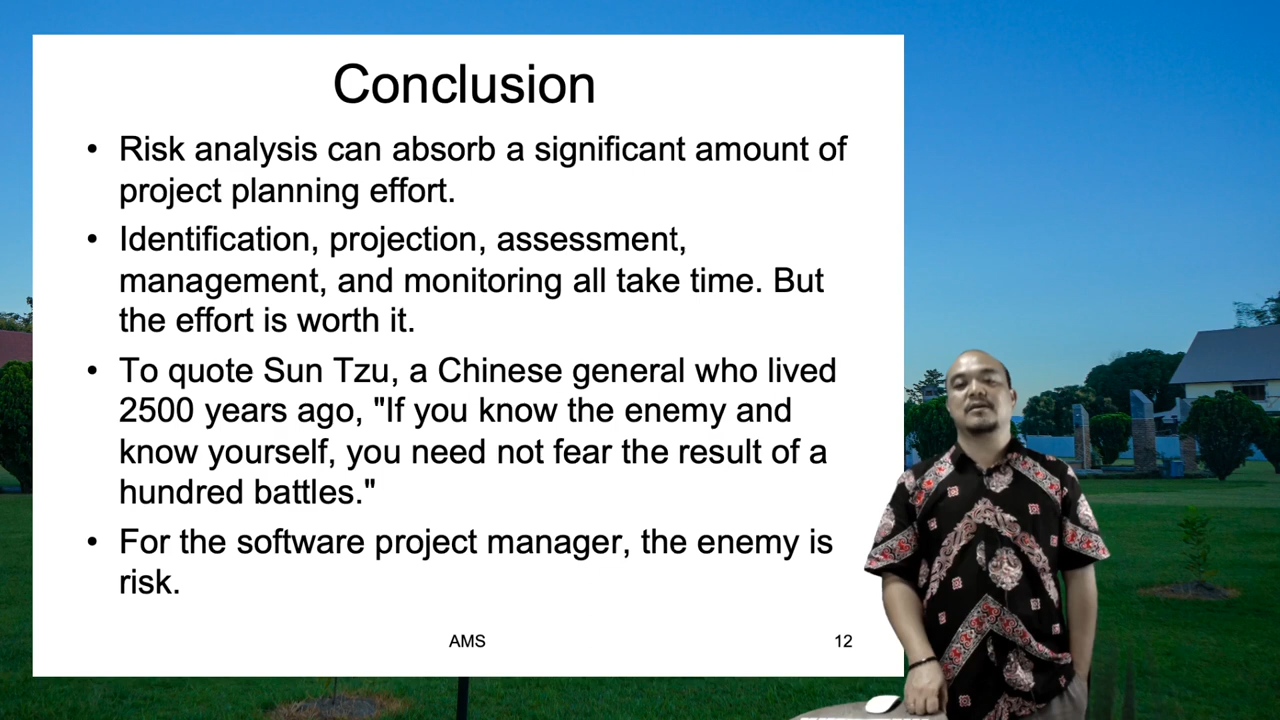 Conclusion
• Risk analysis can absorb a significant amount of
project planning effort.
• Identification, projection, assessment,
management, and monitoring all take time. But
the effort is worth it.
• To quote Sun Tzu, a Chinese general who lived
2500 years ago, "If you know the enemy and
know yourself, you need not fear the result of a
hundred battles."
• For the software project manager, the enemy is
risk.
AMS
12